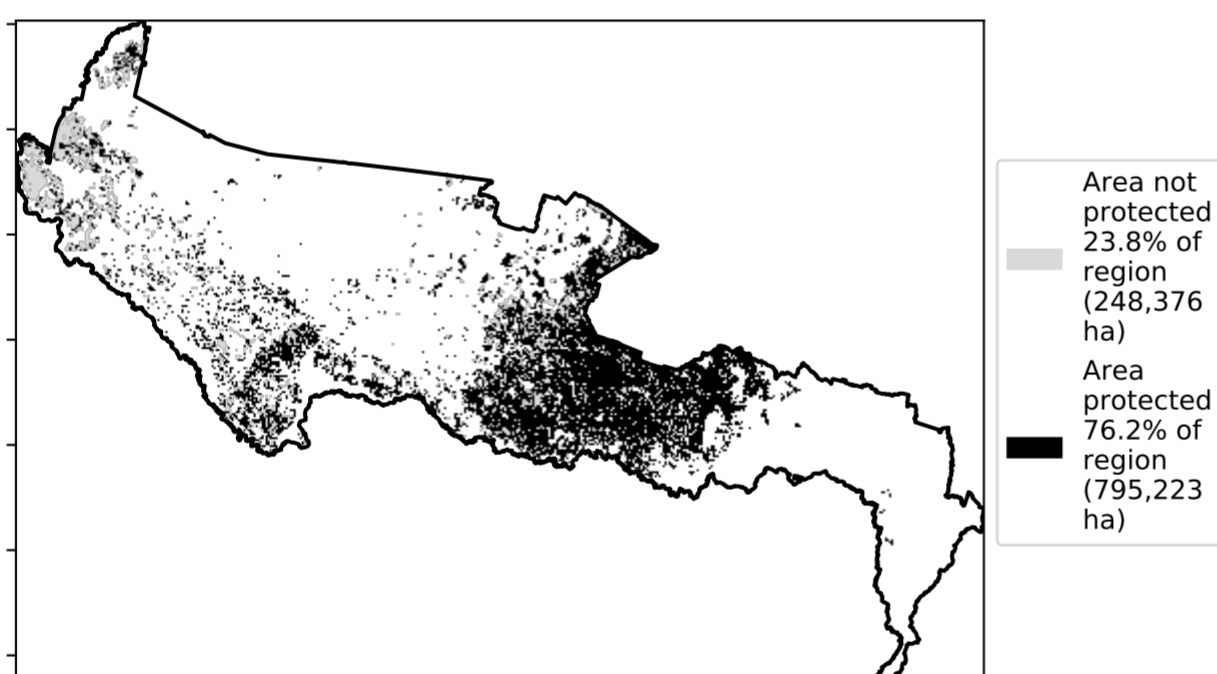 Area not
protected
23.8% of
region
(248,376
ha)
Area
protected
76.2% of
region
(795,223
ha)